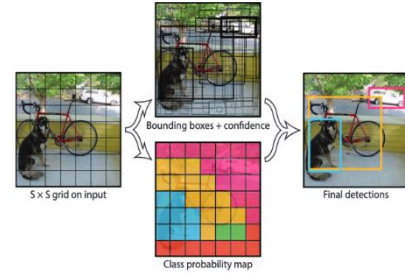 Bounding boxes + confidence
S × S grid on input
Final detections
Class probability map